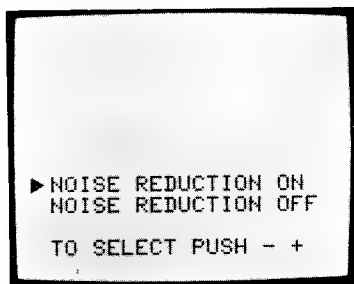 ▶NOISE REDUCTION ON
NOISE REDUCTION OFF
TO SELECT PUSH - +